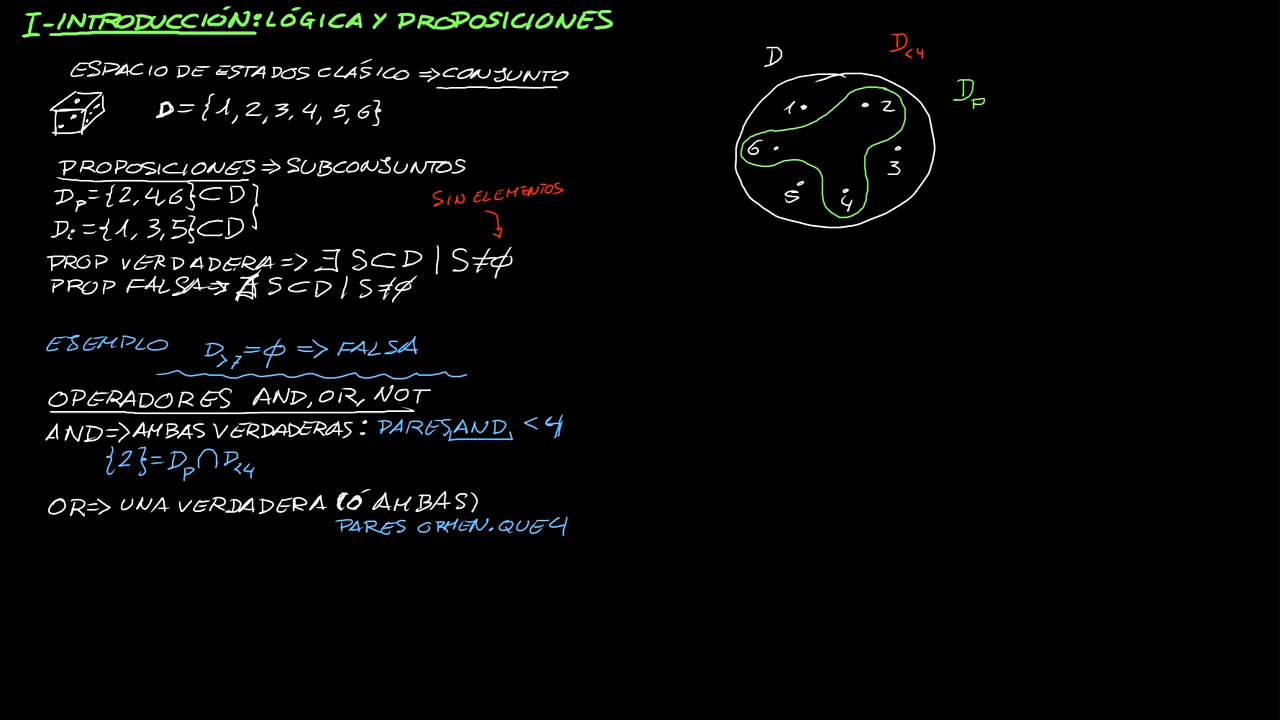 I-INTRODUCCIÓN: LÓGICA Y PROPOSICIONES
ESPACIO DE ESTADOS CLÁSICO => CONJUNTO
D = {1, 2, 3, 4, 5, 6}
PROPOSICIONES => SUBCONJUNTOS
Dp = {2, 4, 6} ⊂ D
Di = {1, 3, 5} ⊂ D
SIN ELEMENTOS
PROP VERDADERA => ∃ S ⊂ D | S ≠ ϕ
PROP FALSA => ∄ S ⊂ D | S ≠ ϕ
ESEMPLO D>7 = ϕ => FALSA
OPERADORES AND, OR, NOT
AND => AMBAS VERDADERAS: PARES AND < 4
{2} = Dp ∩ D<4
OR => UNA VERDADERA (Ó AMBAS)
PARES OR MEN. QUE 4
D
D<4
Dp
1
2
6
3
5
4